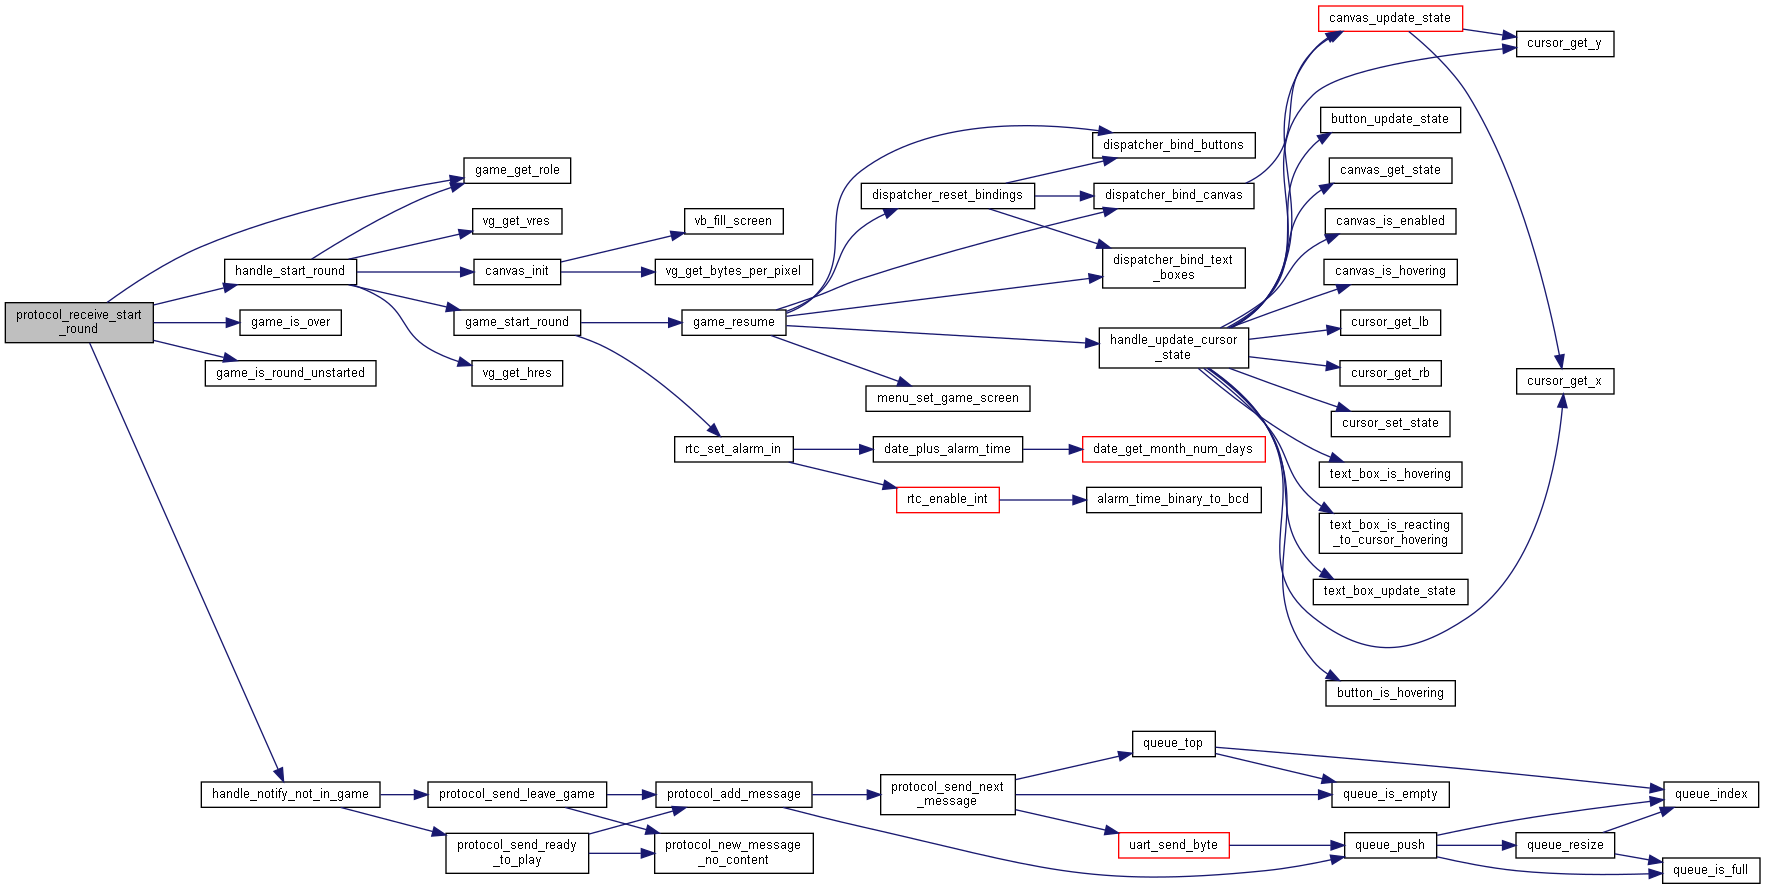 canvas_update_state
cursor_get_y
button_update_state
dispatcher_bind_buttons
game_get_role
canvas_get_state
dispatcher_reset_bindings
dispatcher_bind_canvas
vg_get_vres
vb_fill_screen
canvas_is_enabled
handle_start_round
canvas_init
vg_get_bytes_per_pixel
dispatcher_bind_text
_boxes
canvas_is_hovering
protocol_receive_start
_round
game_is_over
game_start_round
game_resume
cursor_get_lb
handle_update_cursor
_state
game_is_round_unstarted
vg_get_hres
cursor_get_rb
cursor_get_x
menu_set_game_screen
cursor_set_state
rtc_set_alarm_in
date_plus_alarm_time
date_get_month_num_days
text_box_is_hovering
rtc_enable_int
alarm_time_binary_to_bcd
text_box_is_reacting
_to_cursor_hovering
text_box_update_state
button_is_hovering
queue_top
handle_notify_not_in_game
protocol_send_leave_game
protocol_add_message
protocol_send_next
_message
queue_is_empty
queue_index
protocol_send_ready
_to_play
protocol_new_message
_no_content
uart_send_byte
queue_push
queue_resize
queue_is_full